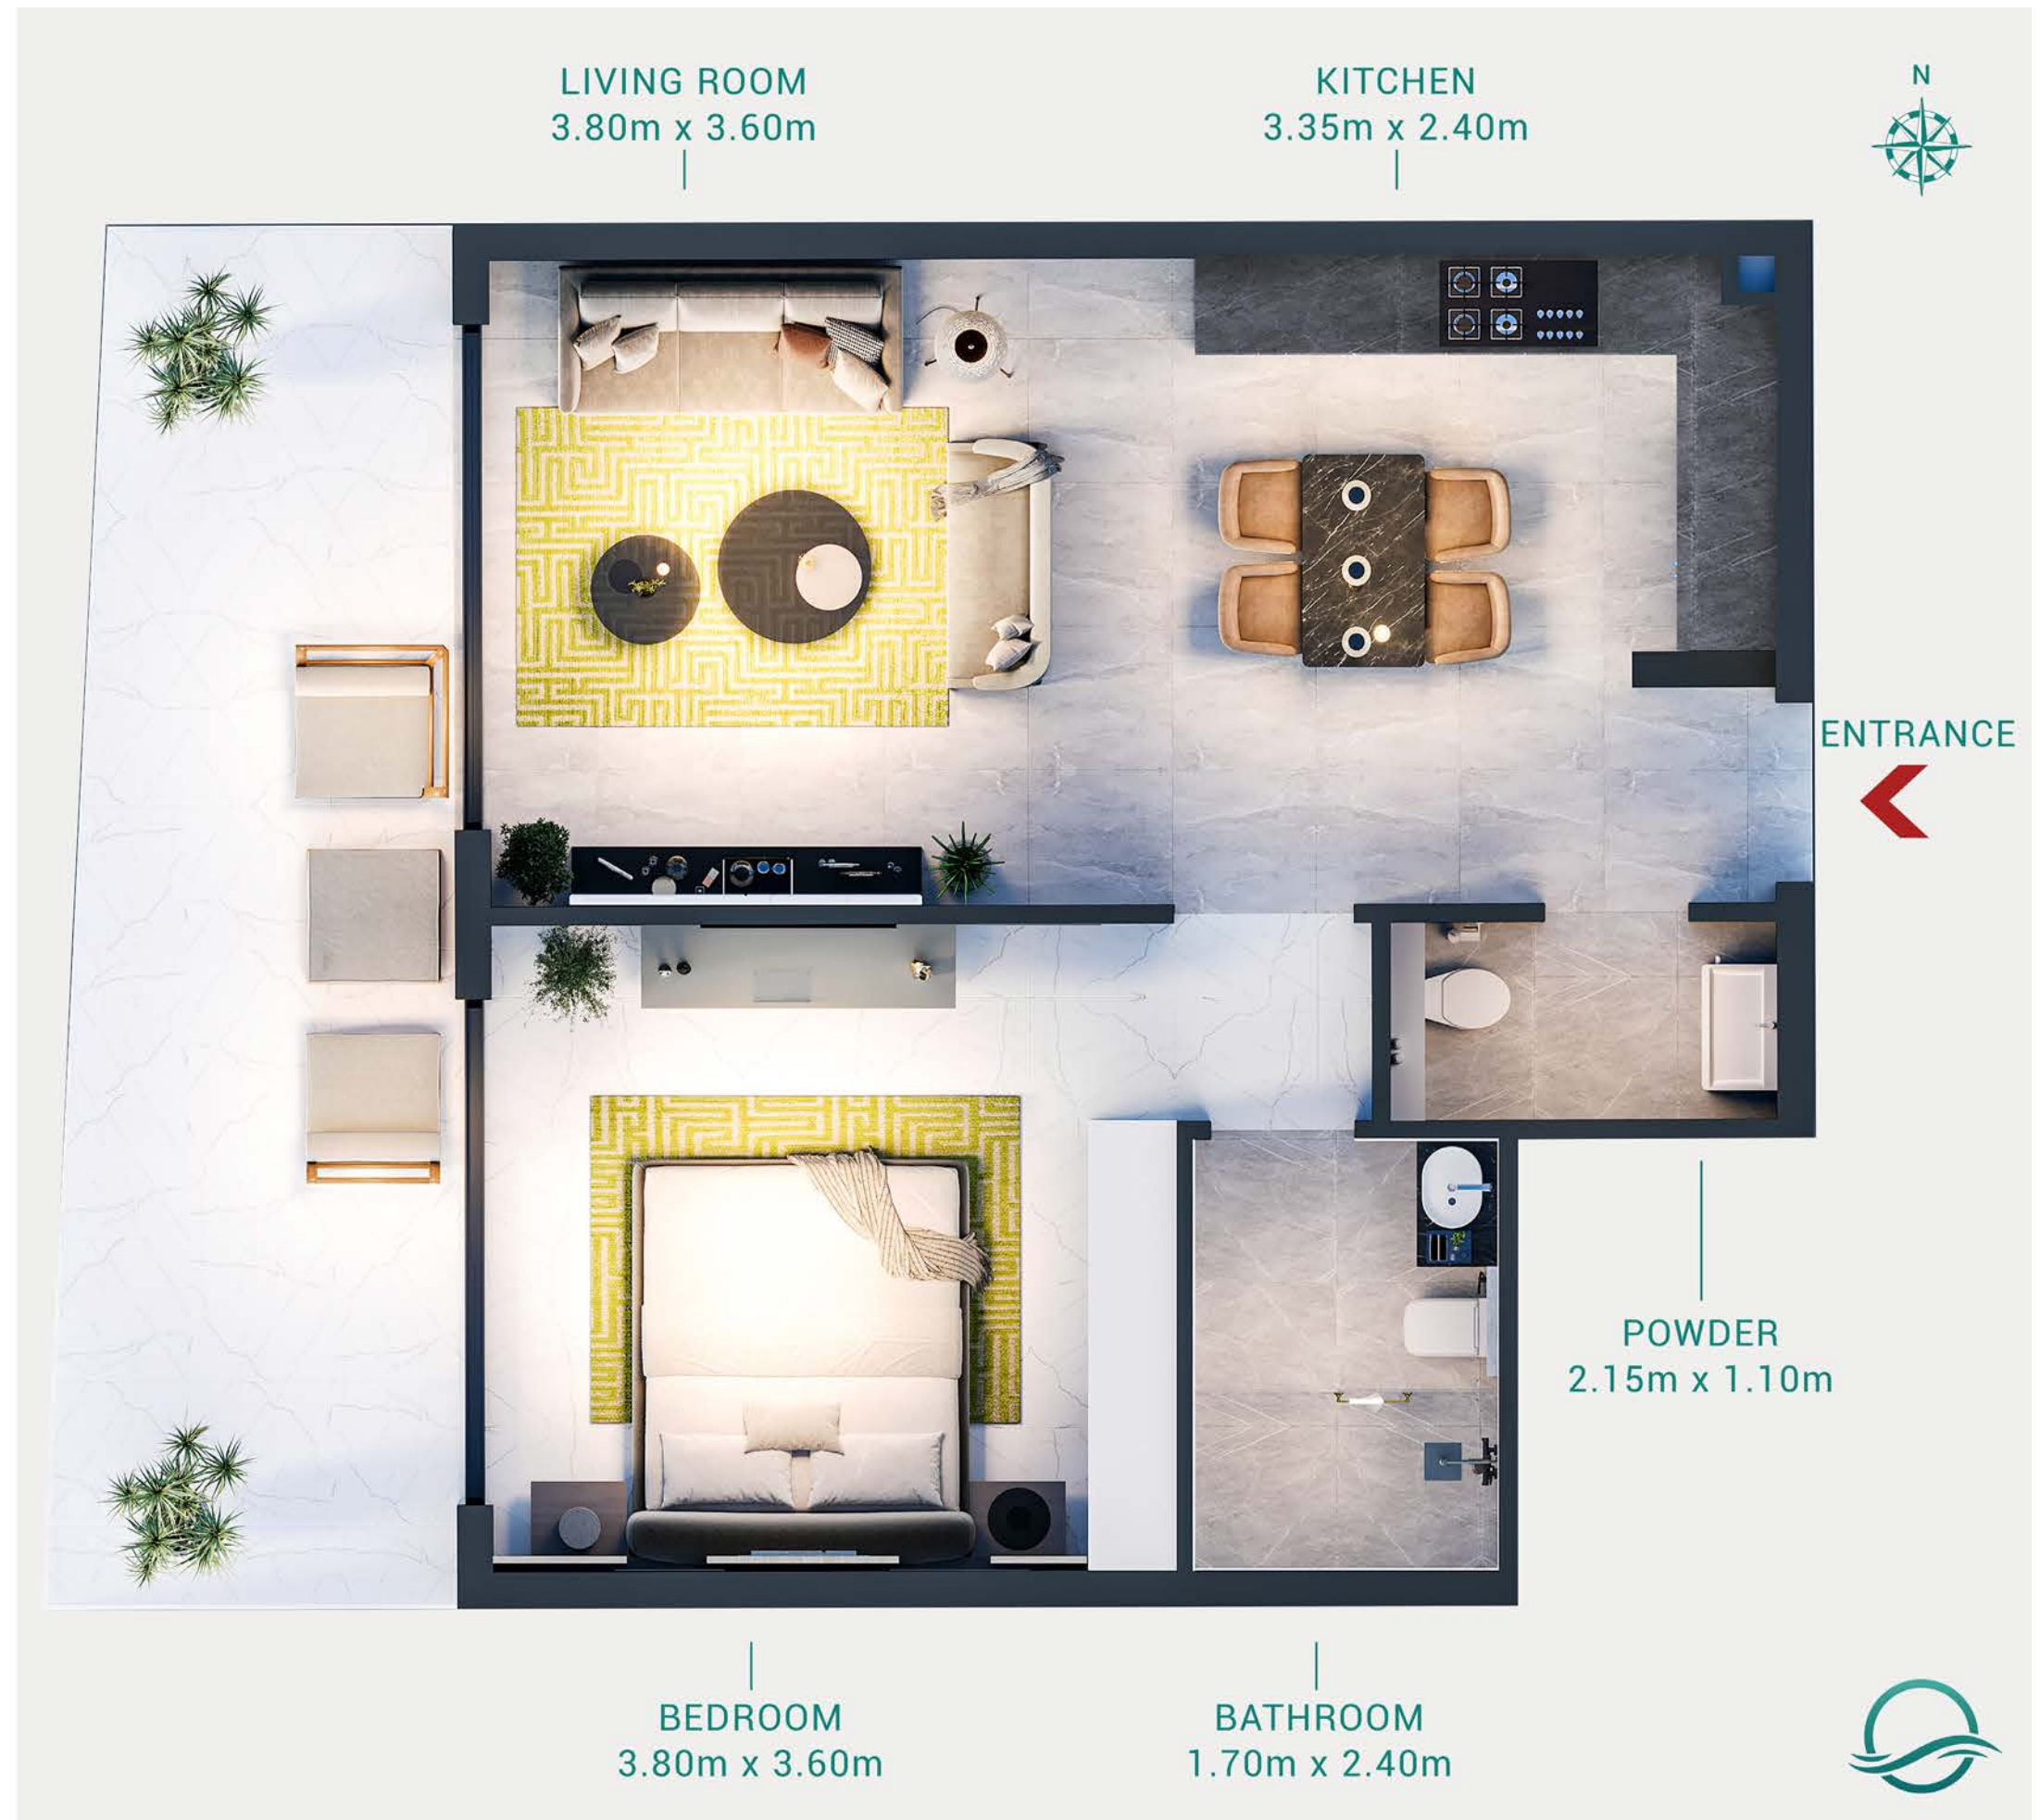 LIVING ROOM
3.80m x 3.60m
KITCHEN
3.35m x 2.40m
N
ENTRANCE
POWDER
2.15m x 1.10m
BEDROOM
3.80m x 3.60m
BATHROOM
1.70m x 2.40m